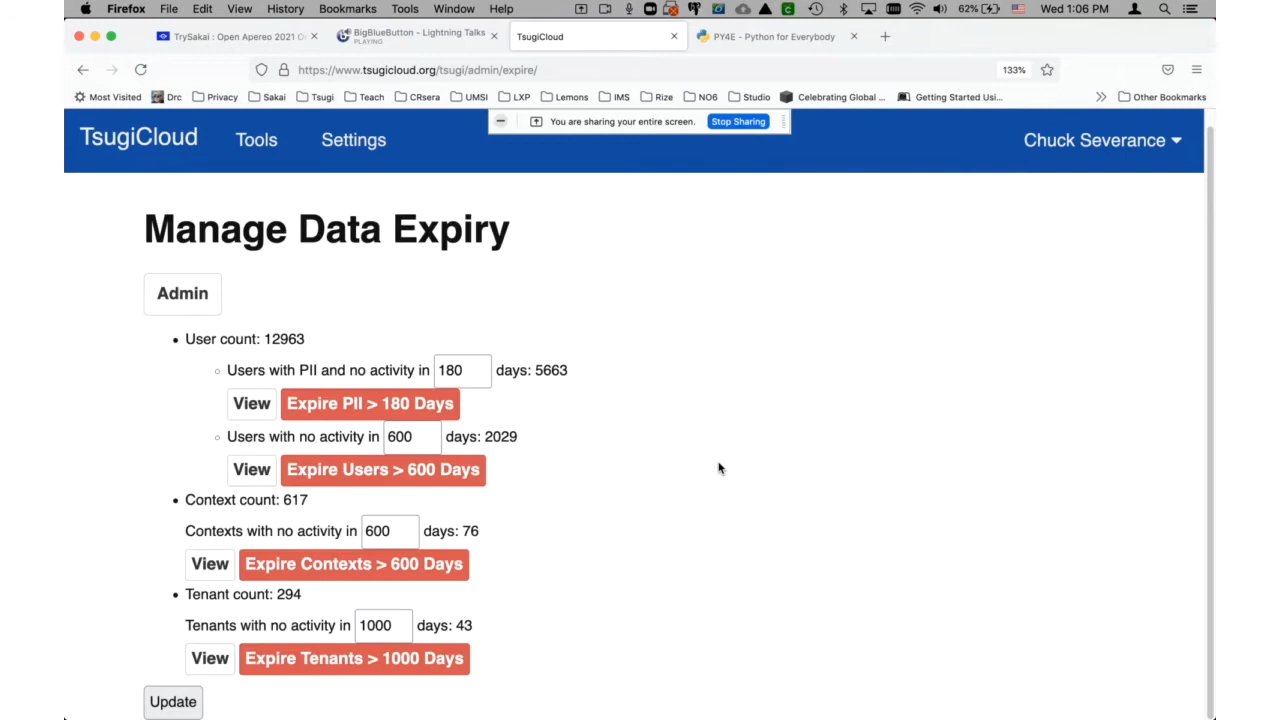 Firefox File Edit View History Bookmarks Tools Window Help 62% Wed 1:06 PM
TrySakai : Open Apereo 2021 O
BigBlueButton - Lightning Talks
PLAYING
TsugiCloud
PY4E - Python for Everybody
https://www.tsugicloud.org/tsugi/admin/expire/ 133%
Most Visited Drc Privacy Sakai Tsugi Teach CRsera UMSI LXP Lemons IMS Rize NO6 Studio Celebrating Global ... Getting Started Usi... Other Bookmarks
You are sharing your entire screen. Stop Sharing
TsugiCloud Tools Settings Chuck Severance
Manage Data Expiry
Admin
• User count: 12963
Users with PII and no activity in 180 days: 5663
View Expire PII > 180 Days
Users with no activity in 600 days: 2029
View Expire Users > 600 Days
• Context count: 617
Contexts with no activity in 600 days: 76
View Expire Contexts > 600 Days
• Tenant count: 294
Tenants with no activity in 1000 days: 43
View Expire Tenants > 1000 Days
Update